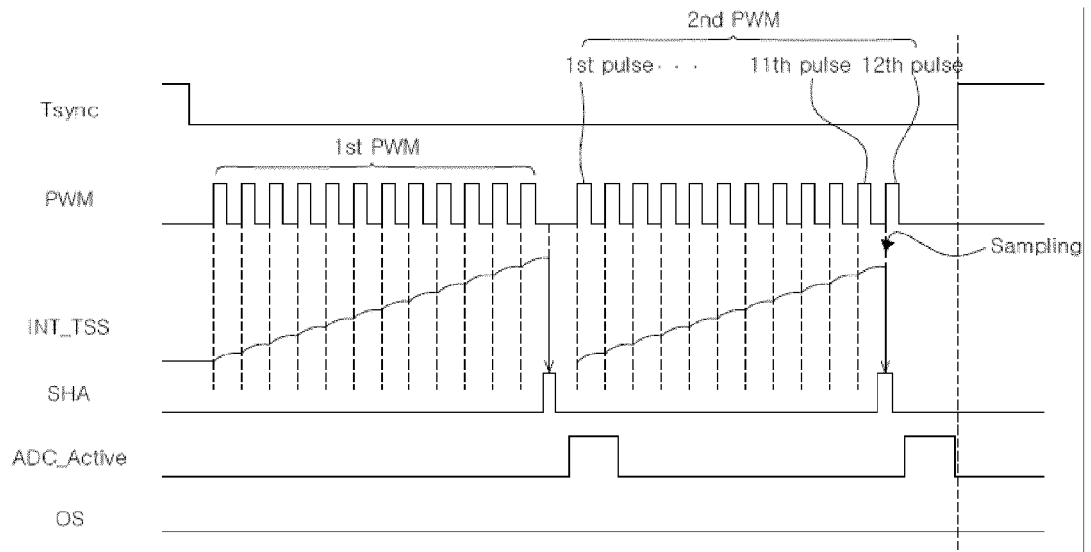 2nd PWM
1st pulse · · · 11th pulse 12th pulse
Tsync
1st PWM
PWM
Sampling
INT_TSS
SHA
ADC_Active
OS